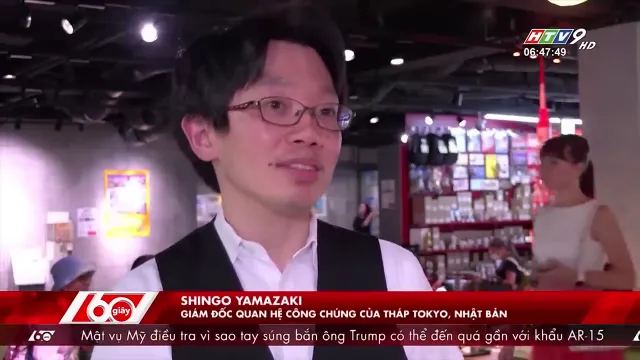 HTV9 HD
06:47:49
SHINGO YAMAZAKI
GIÁM ĐỐC QUAN HỆ CÔNG CHÚNG CỦA THÁP TOKYO, NHẬT BẢN
60 giây
60 Mật vụ Mỹ điều tra vì sao tay súng bắn ông Trump có thể đến quá gần với khẩu AR-15